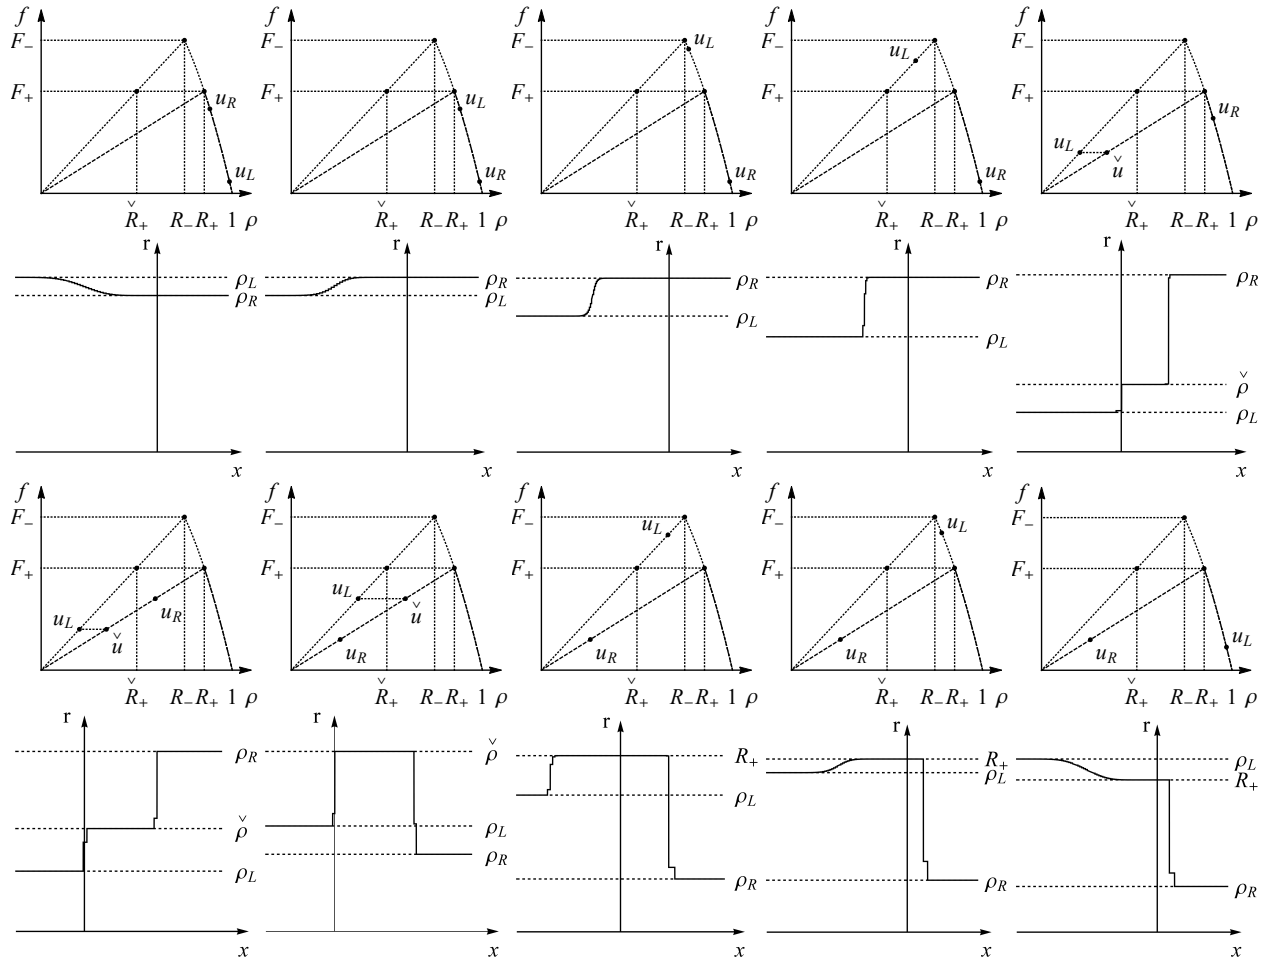 f
F₋
F₊
u_R
u_L
Ř₊ R₋ R₊ 1 ρ
f
F₋
F₊
u_L
u_R
Ř₊ R₋ R₊ 1 ρ
f
F₋
u_L
F₊
u_R
Ř₊ R₋ R₊ 1 ρ
f
F₋
u_L
F₊
u_R
Ř₊ R₋ R₊ 1 ρ
f
F₋
F₊
u_R
u_L
ǔ
Ř₊ R₋ R₊ 1 ρ
r
ρ_L
ρ_R
x
r
ρ_R
ρ_L
x
r
ρ_R
ρ_L
x
r
ρ_R
ρ_L
x
r
ρ_R
ρ̌
ρ_L
x
f
F₋
F₊
u_L
u_R
ǔ
Ř₊ R₋ R₊ 1 ρ
f
F₋
F₊
u_L
ǔ
u_R
Ř₊ R₋ R₊ 1 ρ
f
F₋
u_L
F₊
u_R
Ř₊ R₋ R₊ 1 ρ
f
F₋
u_L
F₊
u_R
Ř₊ R₋ R₊ 1 ρ
f
F₋
F₊
u_L
u_R
Ř₊ R₋ R₊ 1 ρ
r
ρ_R
ρ̌
ρ_L
x
r
ρ̌
ρ_L
ρ_R
x
r
R₊
ρ_L
ρ_R
x
r
R₊
ρ_L
ρ_R
x
r
ρ_L
R₊
ρ_R
x